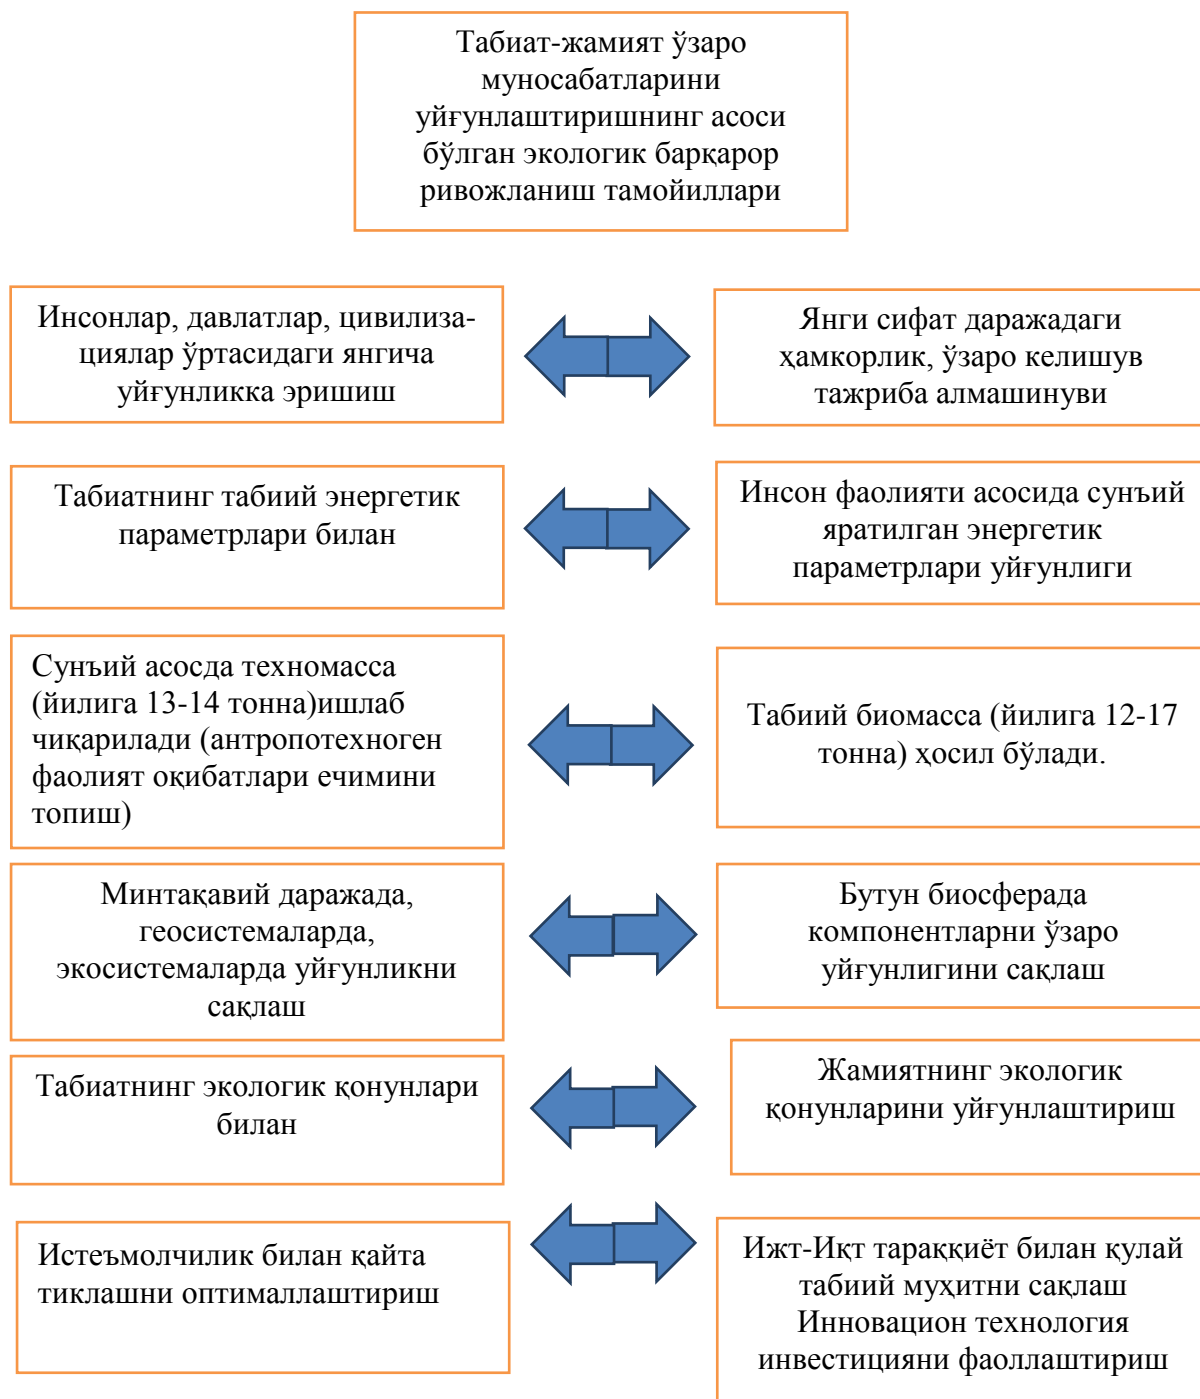 Табиат-жамият ўзаро
муносабатларини
уйғунлаштиришнинг асоси
бўлган экологик барқарор
ривожланиш тамойиллари
Инсонлар, давлатлар, цивилиза-
циялар ўртасидаги янгича
уйғунликка эришиш
Янги сифат даражадаги
ҳамкорлик, ўзаро келишув
тажриба алмашинуви
Табиатнинг табиий энергетик
параметрлари билан
Инсон фаолияти асосида сунъий
яратилган энергетик
параметрлари уйғунлиги
Сунъий асосда техномасса
(йилига 13-14 тонна)ишлаб
чиқарилади (антропотехноген
фаолият оқибатлари ечимини
топиш)
Табиий биомасса (йилига 12-17
тонна) ҳосил бўлади.
Минтақавий даражада,
геосистемаларда,
экосистемаларда уйғунликни
сақлаш
Бутун биосферада
компонентларни ўзаро
уйғунлигини сақлаш
Табиатнинг экологик қонунлари
билан
Жамиятнинг экологик
қонунларини уйғунлаштириш
Истеъмолчилик билан қайта
тиклашни оптималлаштириш
Ижт-Иқт тараққиёт билан қулай
табиий муҳитни сақлаш
Инновацион технология
инвестицияни фаоллаштириш